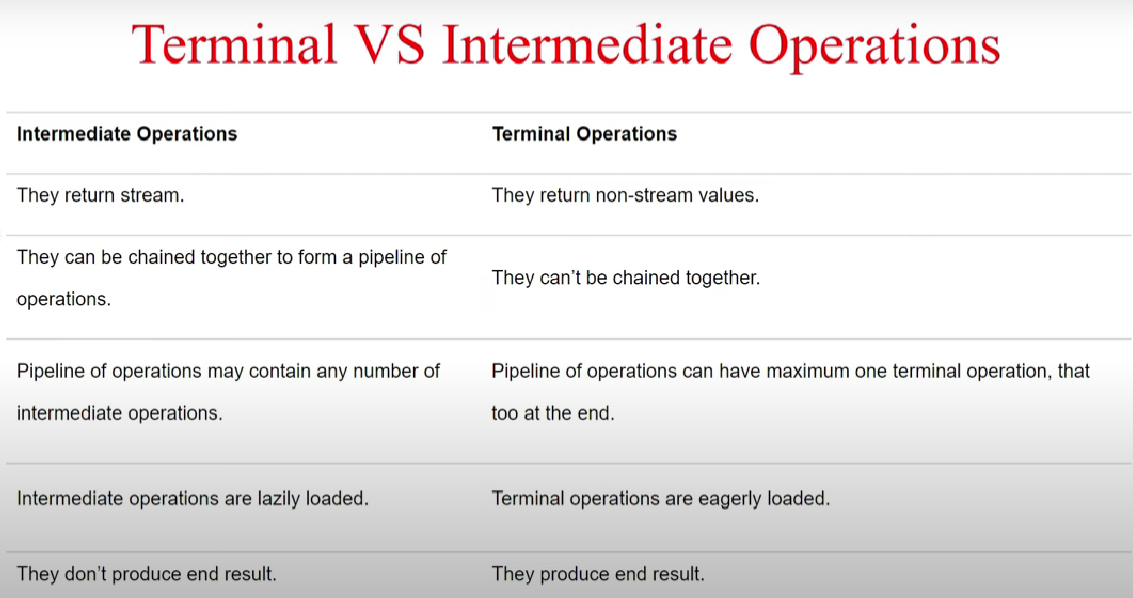 Terminal VS Intermediate Operations
Intermediate Operations
Terminal Operations
They return stream.
They return non-stream values.
They can be chained together to form a pipeline of
operations.
They can't be chained together.
Pipeline of operations may contain any number of
intermediate operations.
Pipeline of operations can have maximum one terminal operation, that
too at the end.
Intermediate operations are lazily loaded.
Terminal operations are eagerly loaded.
They don't produce end result.
They produce end result.